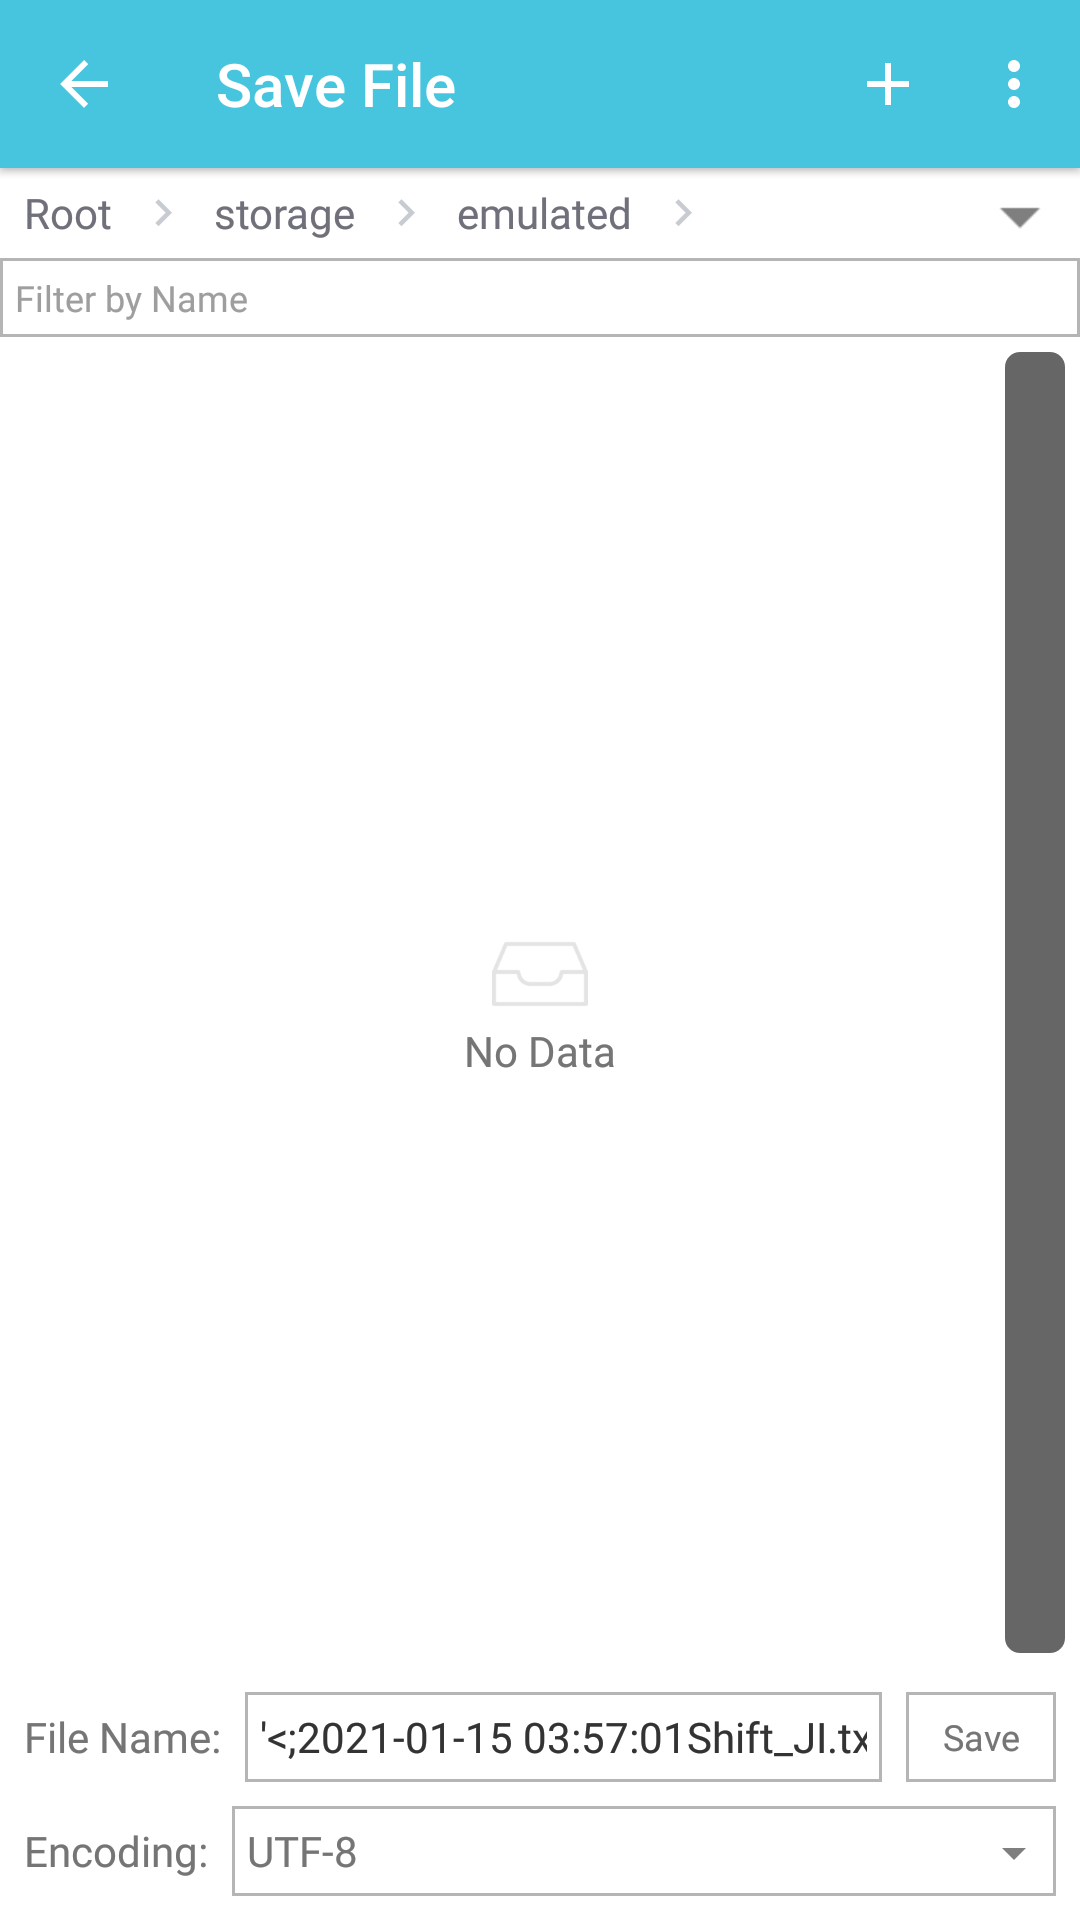 Save File
Root storage emulated
Filter by Name
No Data
File Name: '<;2021-01-15 03:57:01Shift_JI.tx Save
Encoding: UTF-8